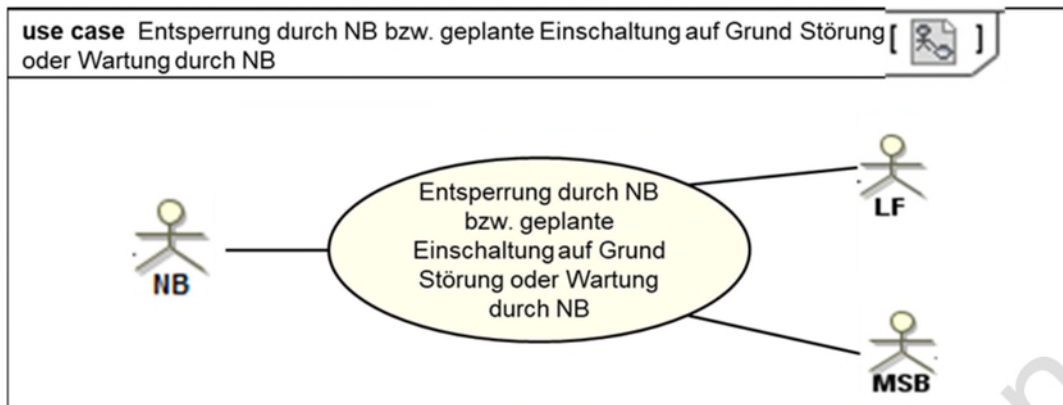 use case Entsperrung durch NB bzw. geplante Einschaltung auf Grund Störung [ ]
oder Wartung durch NB
Entsperrung durch NB
bzw. geplante
Einschaltung auf Grund
Störung oder Wartung
durch NB
NB
LF
MSB